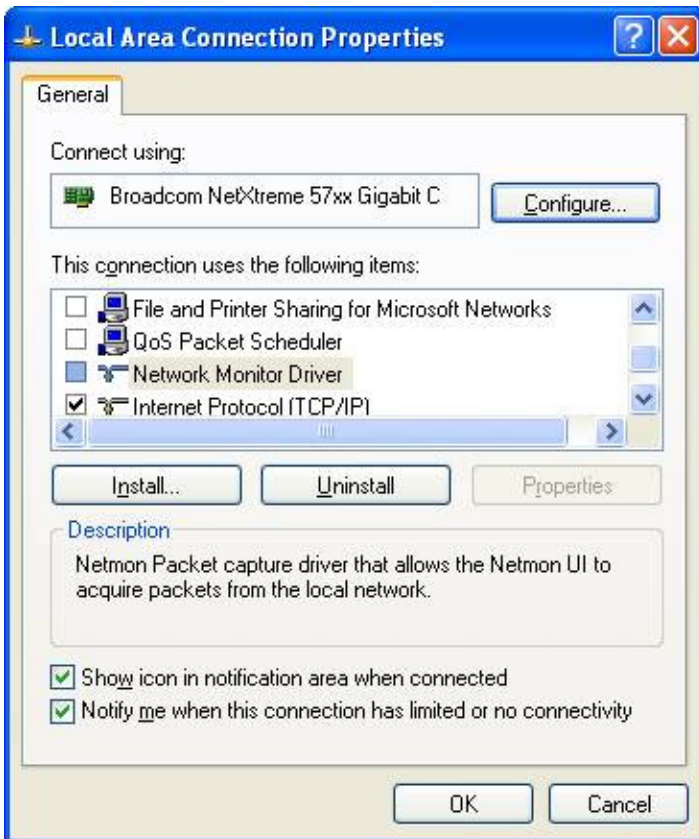 Local Area Connection Properties
General
Connect using:
Broadcom NetXtreme 57xx Gigabit C
Configure...
This connection uses the following items:
File and Printer Sharing for Microsoft Networks
QoS Packet Scheduler
Network Monitor Driver
Internet Protocol (TCP/IP)
Install...
Uninstall
Properties
Description
Netmon Packet capture driver that allows the Netmon UI to
acquire packets from the local network.
Show icon in notification area when connected
Notify me when this connection has limited or no connectivity
OK
Cancel